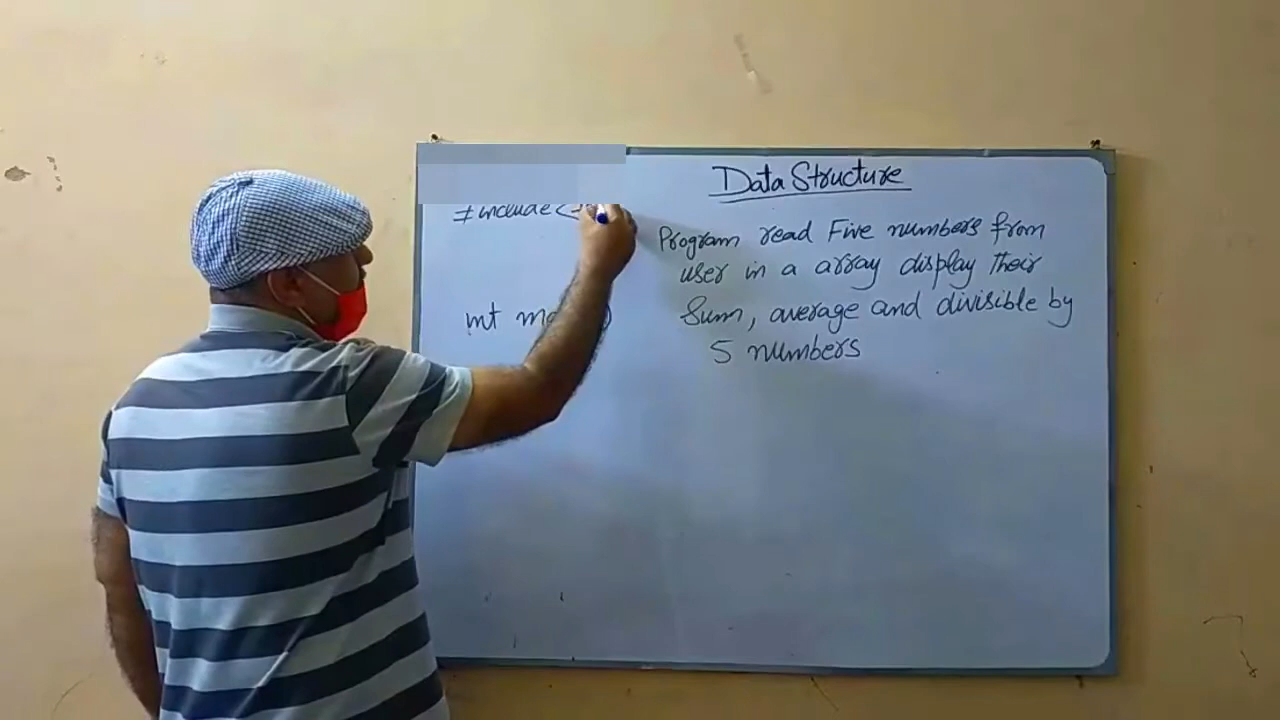 Data Structure
#include<
int
Program read Five numbers from
user in a array display their
Sum, average and divisible by
5 numbers